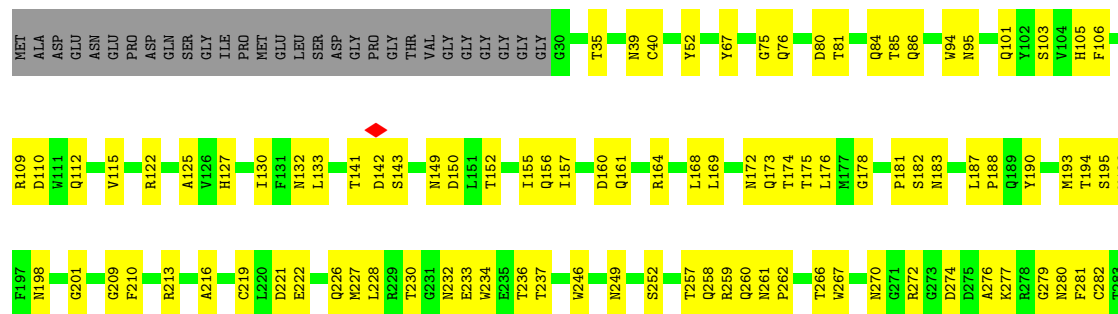 MET ALA ASP GLU ASN GLU PRO ASP GLN SER GLY ILE PRO MET GLU LEU SER ASP GLY PRO GLY THR VAL GLY GLY GLY GLY GLY GLY G30 T35 N39 C40 Y52 Y67 G75 Q76 D80 T81 Q84 T85 Q86 W94 N95 Q101 Y102 S103 V104 H105 F106
R109 D110 W111 Q112 V115 R122 A125 V126 H127 I130 F131 N132 L133 T141 D142 S143 N149 D150 L151 T152 I155 Q156 I157 D160 Q161 R164 L168 L169 N172 Q173 T174 T175 L176 M177 G178 P181 S182 N183 L187 P188 Q189 Y190 M193 T194 S195
F197 N198 G201 G209 F210 R213 A216 C219 L220 D221 E222 Q226 M227 L228 R229 T230 G231 N232 E233 W234 E235 T236 T237 W246 N249 S252 T257 Q258 R259 Q260 N261 P262 T266 W267 N270 G271 R272 G273 D274 D275 A276 K277 R278 G279 N280 F281 C282